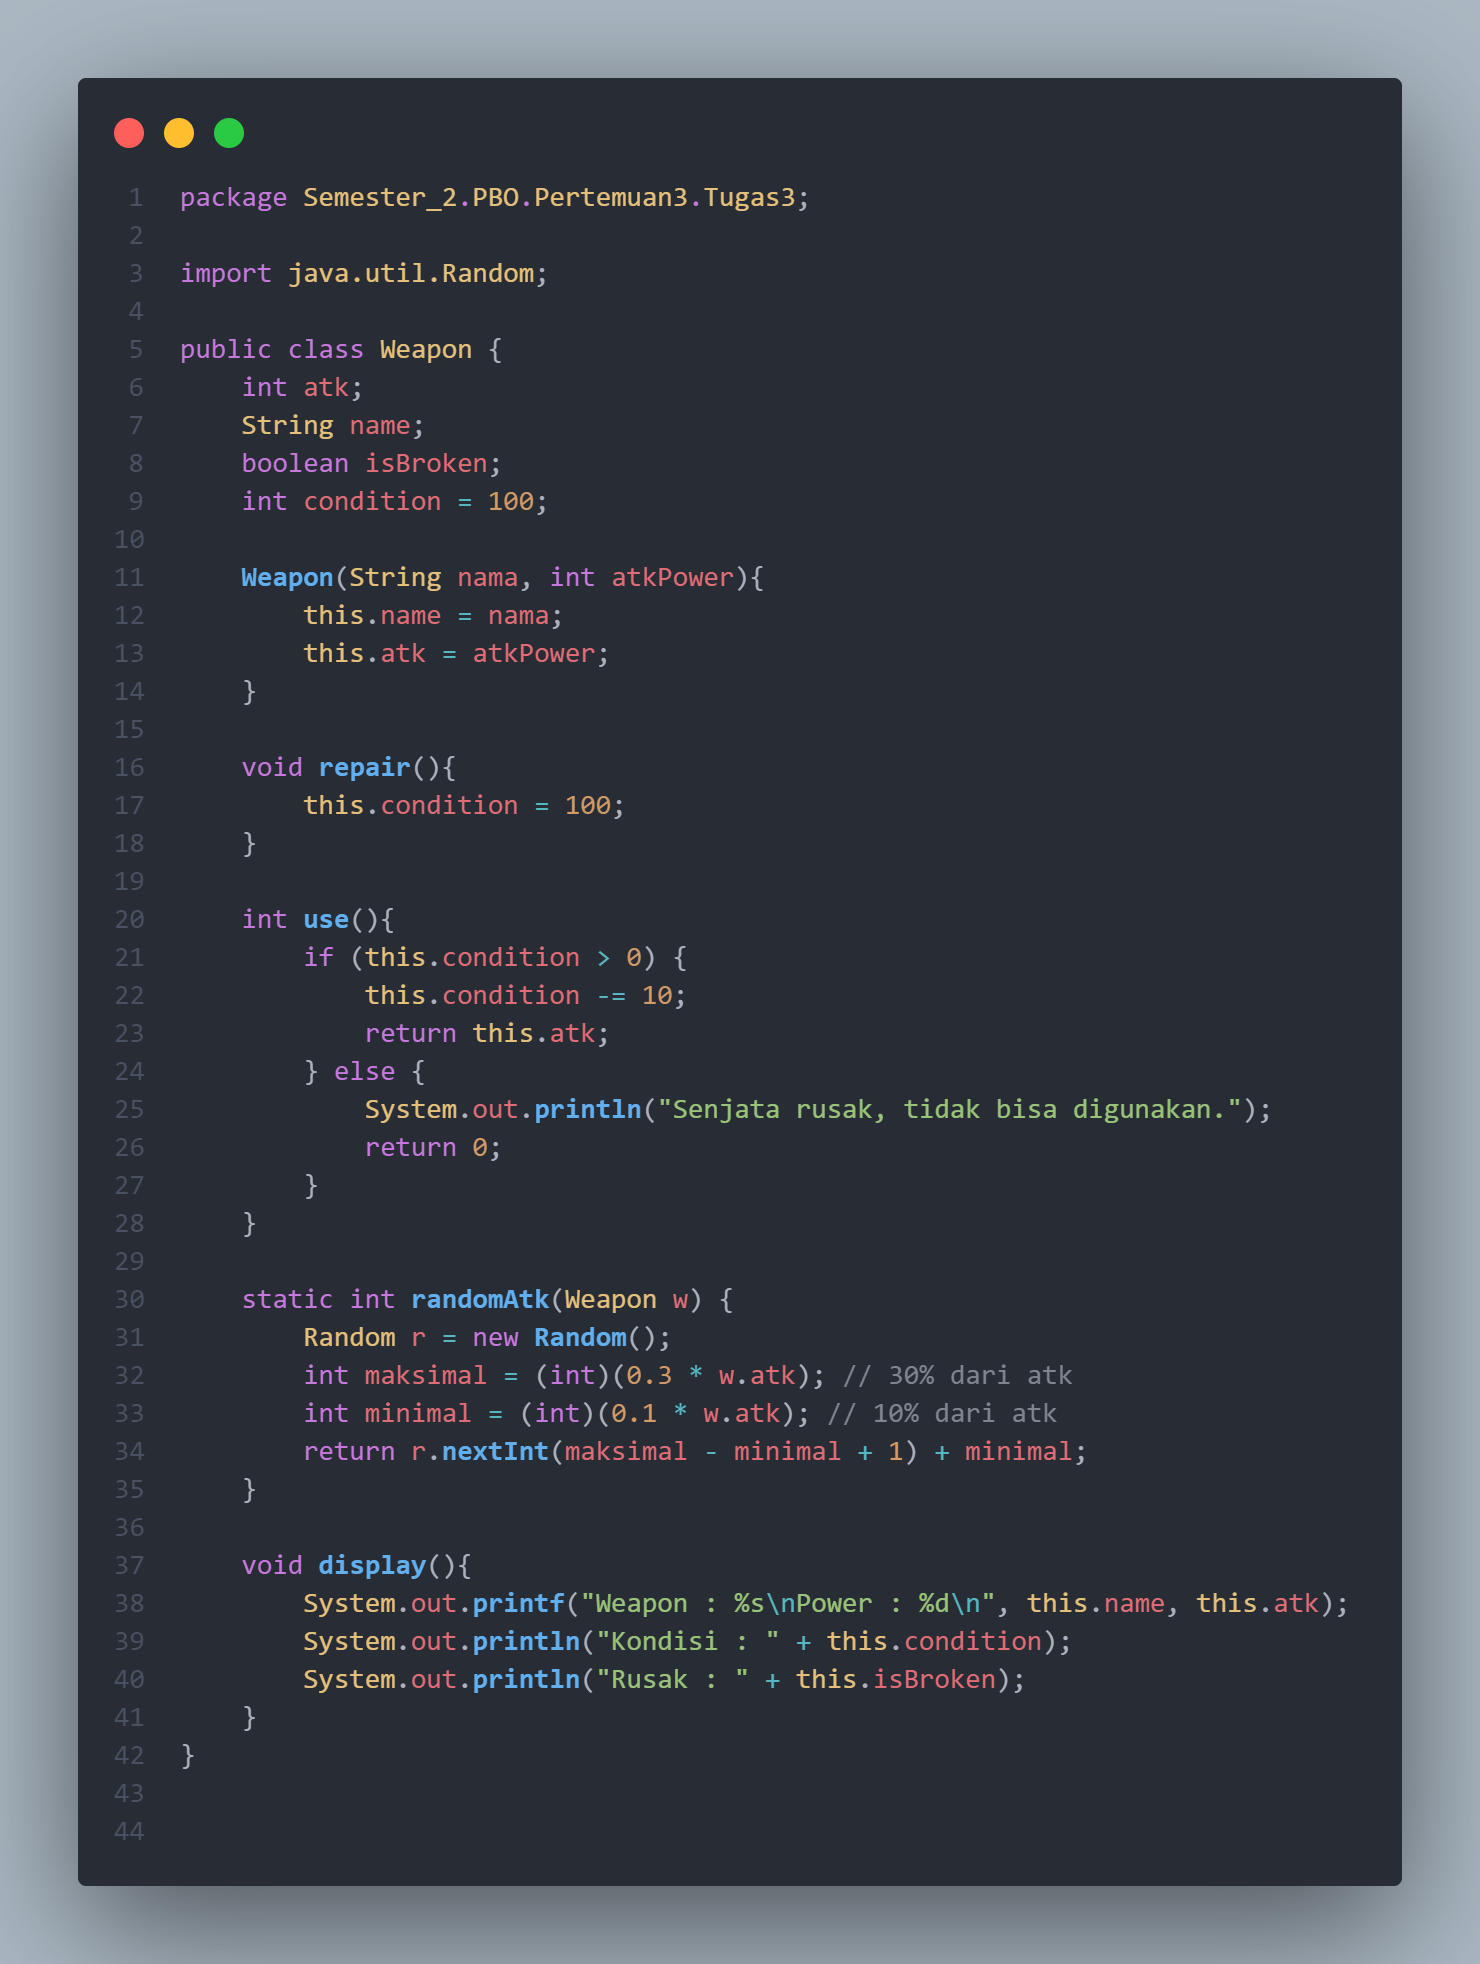 1 package Semester_2.PBO.Pertemuan3.Tugas3;
2
3 import java.util.Random;
4
5 public class Weapon {
6     int atk;
7     String name;
8     boolean isBroken;
9     int condition = 100;
10
11     Weapon(String nama, int atkPower){
12         this.name = nama;
13         this.atk = atkPower;
14     }
15
16     void repair(){
17         this.condition = 100;
18     }
19
20     int use(){
21         if (this.condition > 0) {
22             this.condition -= 10;
23             return this.atk;
24         } else {
25             System.out.println("Senjata rusak, tidak bisa digunakan.");
26             return 0;
27         }
28     }
29
30     static int randomAtk(Weapon w) {
31         Random r = new Random();
32         int maksimal = (int)(0.3 * w.atk); // 30% dari atk
33         int minimal = (int)(0.1 * w.atk); // 10% dari atk
34         return r.nextInt(maksimal - minimal + 1) + minimal;
35     }
36
37     void display(){
38         System.out.printf("Weapon : %s\nPower : %d\n", this.name, this.atk);
39         System.out.println("Kondisi : " + this.condition);
40         System.out.println("Rusak : " + this.isBroken);
41     }
42 }
43
44